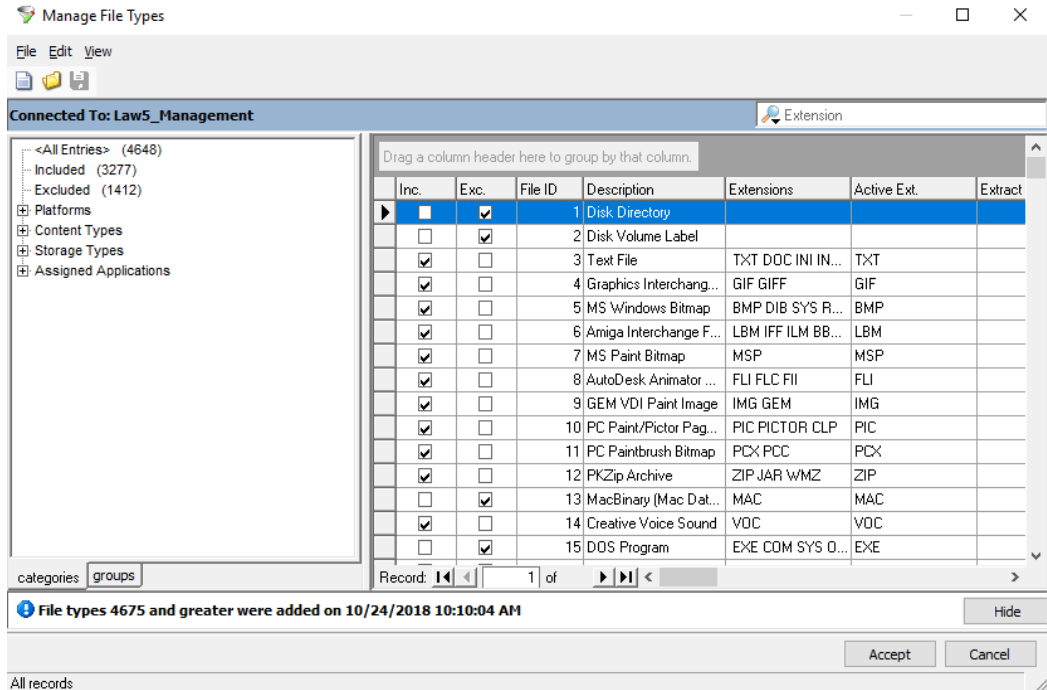 Manage File Types
File Edit View
Connected To: Law5_Management
Extension
<All Entries> (4648)
Included (3277)
Excluded (1412)
Platforms
Content Types
Storage Types
Assigned Applications
categories groups
Drag a column header here to group by that column.
Inc. Exc. File ID Description Extensions Active Ext. Extract
1 Disk Directory
2 Disk Volume Label
3 Text File TXT DOC INI IN... TXT
4 Graphics Interchang... GIF GIFF GIF
5 MS Windows Bitmap BMP DIB SYS R... BMP
6 Amiga Interchange F... LBM IFF ILM BB... LBM
7 MS Paint Bitmap MSP MSP
8 AutoDesk Animator ... FLI FLC FII FLI
9 GEM VDI Paint Image IMG GEM IMG
10 PC Paint/Pictor Pag... PIC PICTOR CLP PIC
11 PC Paintbrush Bitmap PCX PCC PCX
12 PKZip Archive ZIP JAR WMZ ZIP
13 MacBinary (Mac Dat... MAC MAC
14 Creative Voice Sound VOC VOC
15 DOS Program EXE COM SYS O... EXE
Record: 1 of
File types 4675 and greater were added on 10/24/2018 10:10:04 AM
Hide
Accept Cancel
All records